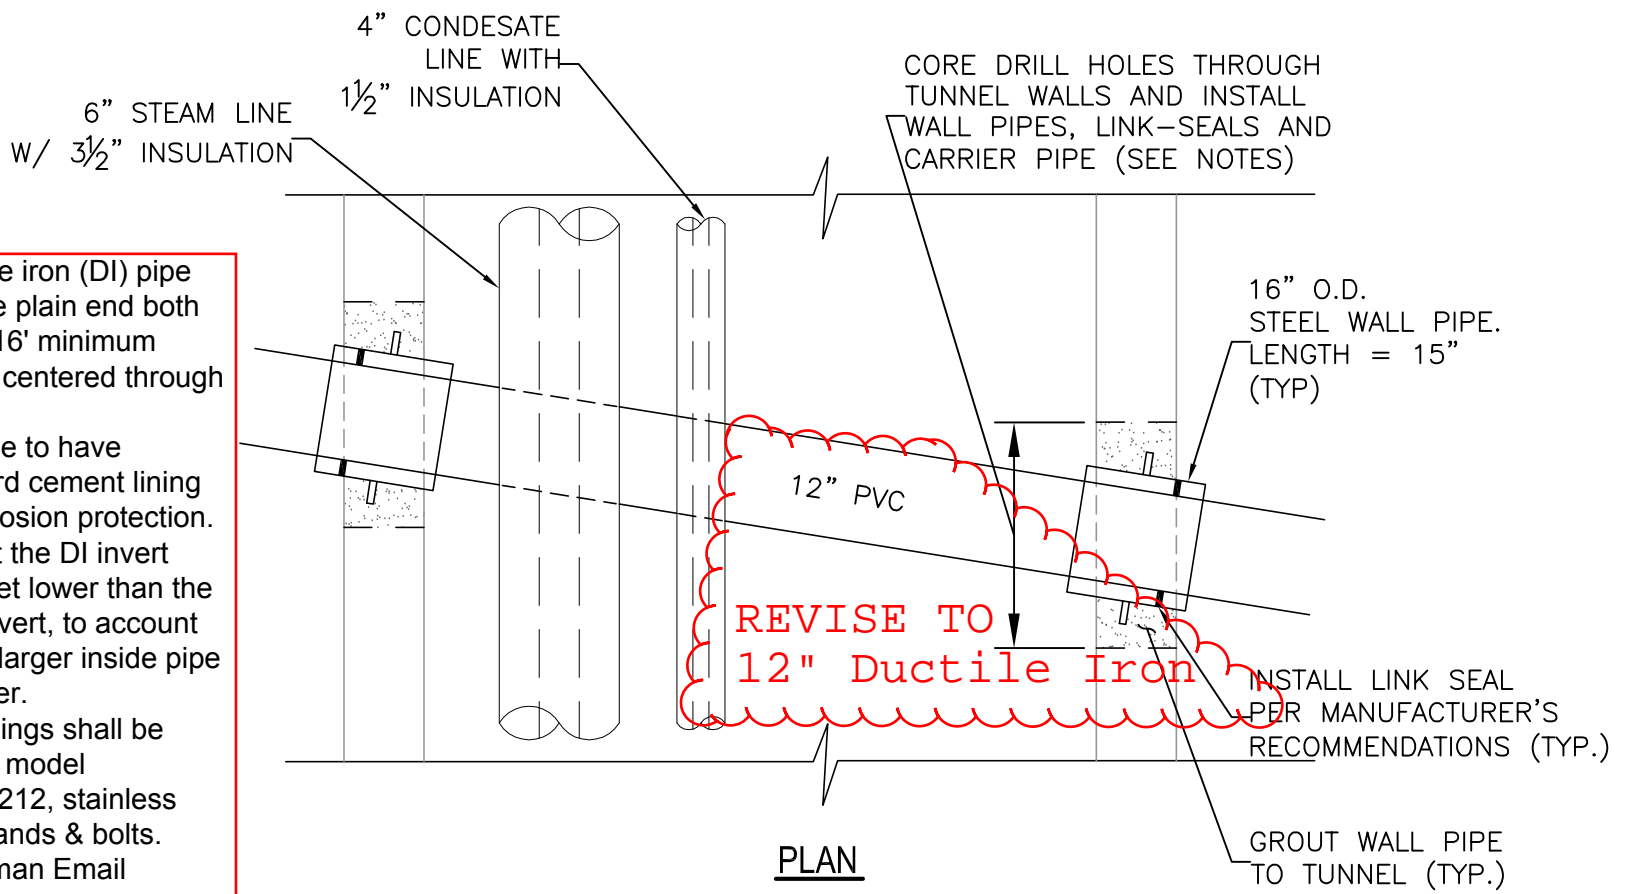 4” CONDESATE
LINE WITH
1½” INSULATION
6” STEAM LINE
W/ 3½” INSULATION
CORE DRILL HOLES THROUGH
TUNNEL WALLS AND INSTALL
WALL PIPES, LINK–SEALS AND
CARRIER PIPE (SEE NOTES)
e iron (DI) pipe
e plain end both
16' minimum
centered through
e to have
rd cement lining
osion protection.
t the DI invert
et lower than the
vert, to account
larger inside pipe
er.
ings shall be
model
212, stainless
ands & bolts.
man Email
16” O.D.
STEEL WALL PIPE.
LENGTH = 15”
(TYP)
12” PVC
REVISE TO
12" Ductile Iron
INSTALL LINK SEAL
PER MANUFACTURER’S
RECOMMENDATIONS (TYP.)
GROUT WALL PIPE
TO TUNNEL (TYP.)
PLAN